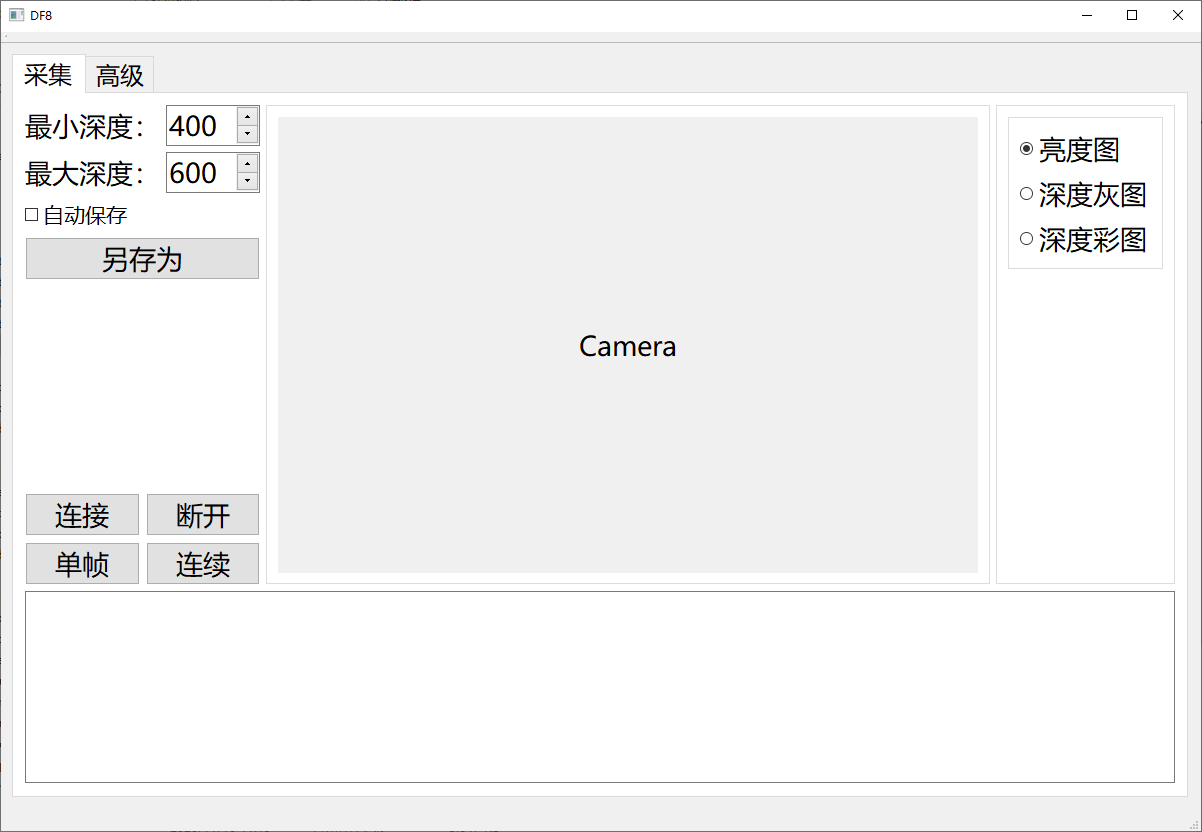 DF8
采集 高级
最小深度： 400
最大深度： 600
自动保存
另存为
Camera
亮度图
深度灰图
深度彩图
连接 断开
单帧 连续